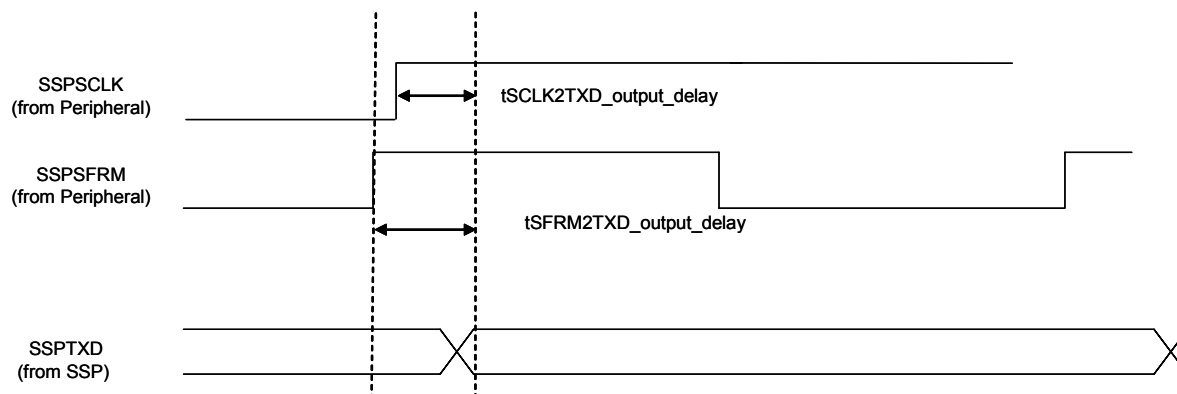 SSPSCLK
(from Peripheral)
tSCLK2TXD_output_delay
SSPSFRM
(from Peripheral)
tSFRM2TXD_output_delay
SSPTXD
(from SSP)